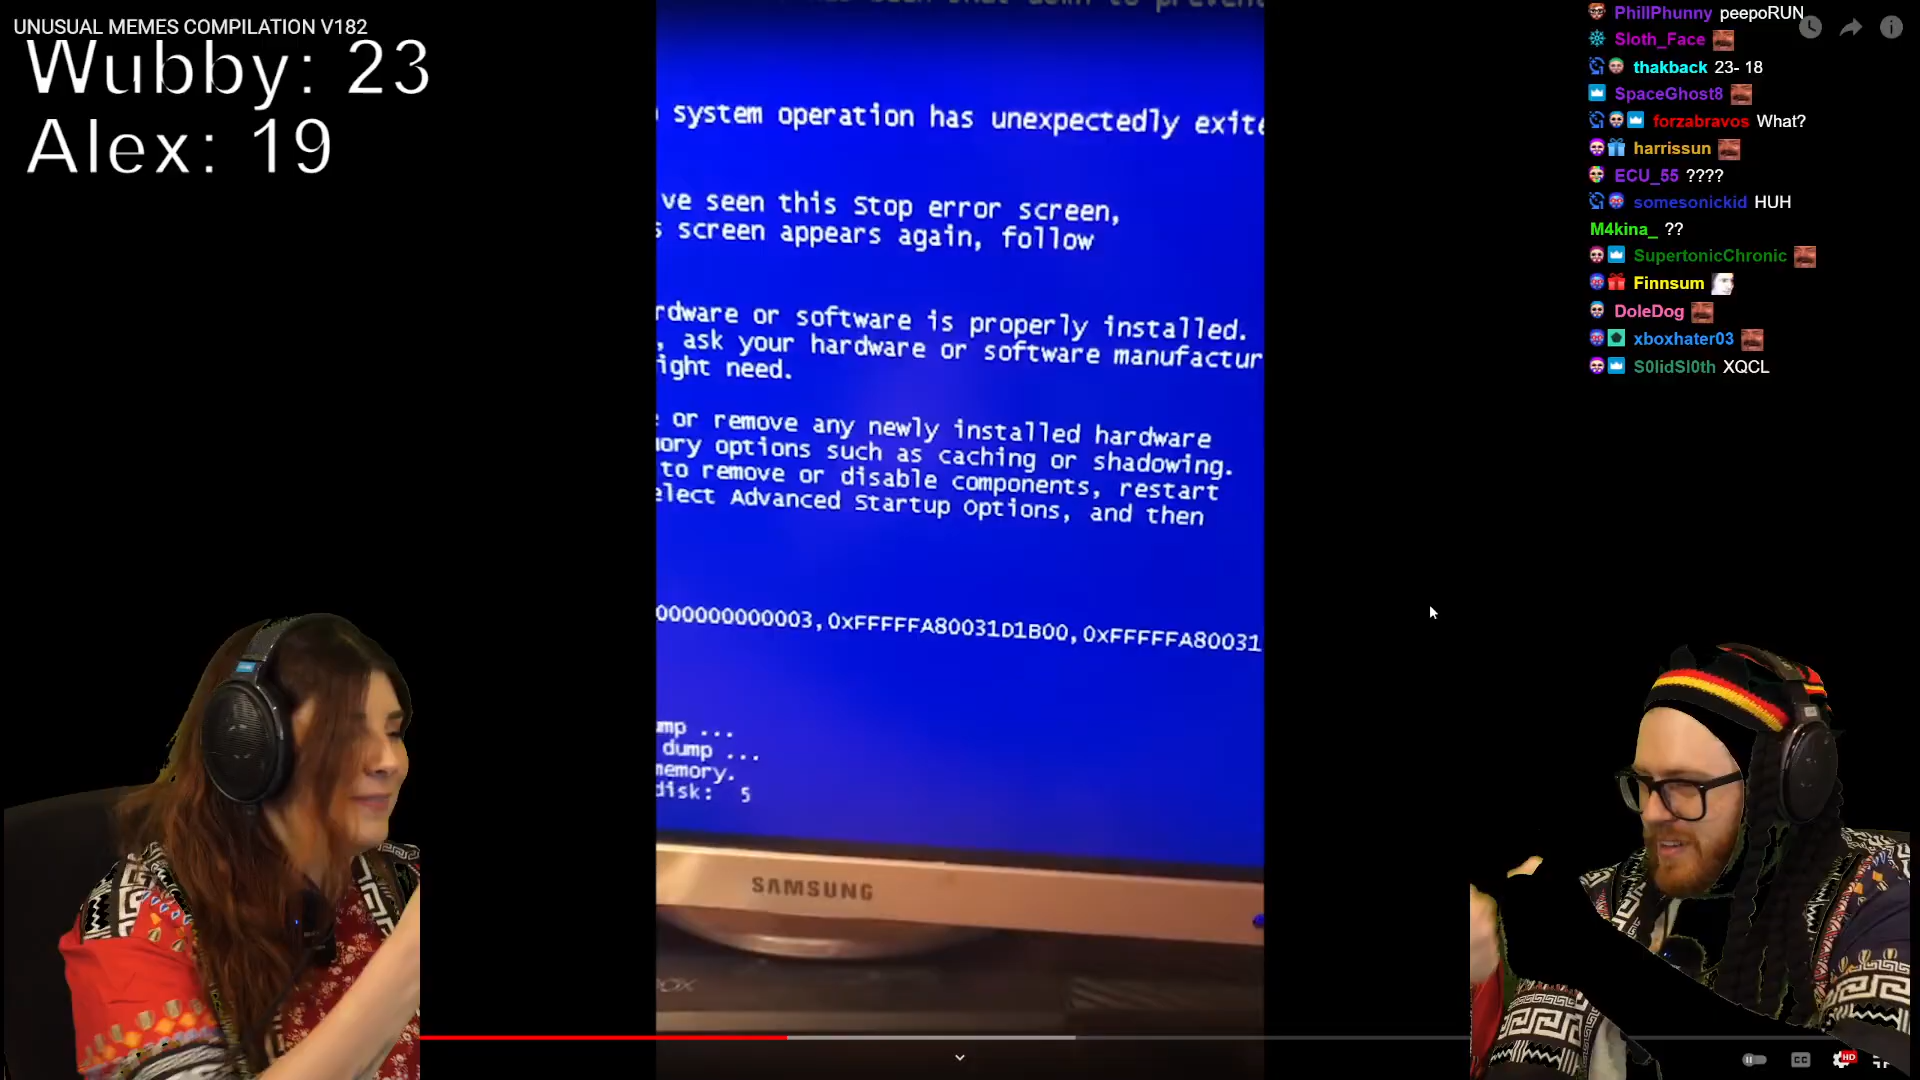 UNUSUAL MEMES COMPILATION V182
Wubby: 23
Alex: 19
system operation has unexpectedly exite
ve seen this Stop error screen,
s screen appears again, follow
rdware or software is properly installed.
, ask your hardware or software manufactur
ight need.
or remove any newly installed hardware
ory options such as caching or shadowing.
to remove or disable components, restart
elect Advanced Startup Options, and then
000000000003,0xFFFFFA80031D1B00,0xFFFFFA80031
mp ...
dump ...
memory.
disk: 5
SAMSUNG
PhillPhunny peepoRUN
Sloth_Face
thakback 23- 18
SpaceGhost8
forzabravos What?
harrissun
ECU_55 ????
somesonickid HUH
M4kina_ ??
SupertonicChronic
Finnsum
DoleDog
xboxhater03
S0lidSl0th XQCL
CC
HD